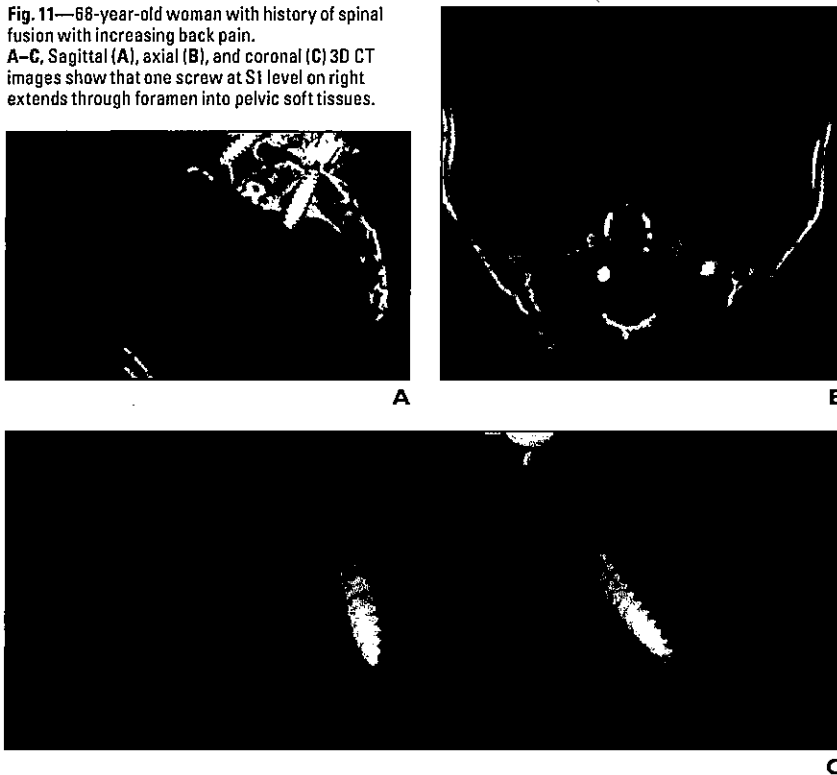 Fig. 11—68-year-old woman with history of spinal
fusion with increasing back pain.
A–C, Sagittal (A), axial (B), and coronal (C) 3D CT
images show that one screw at S1 level on right
extends through foramen into pelvic soft tissues.
A
B
C